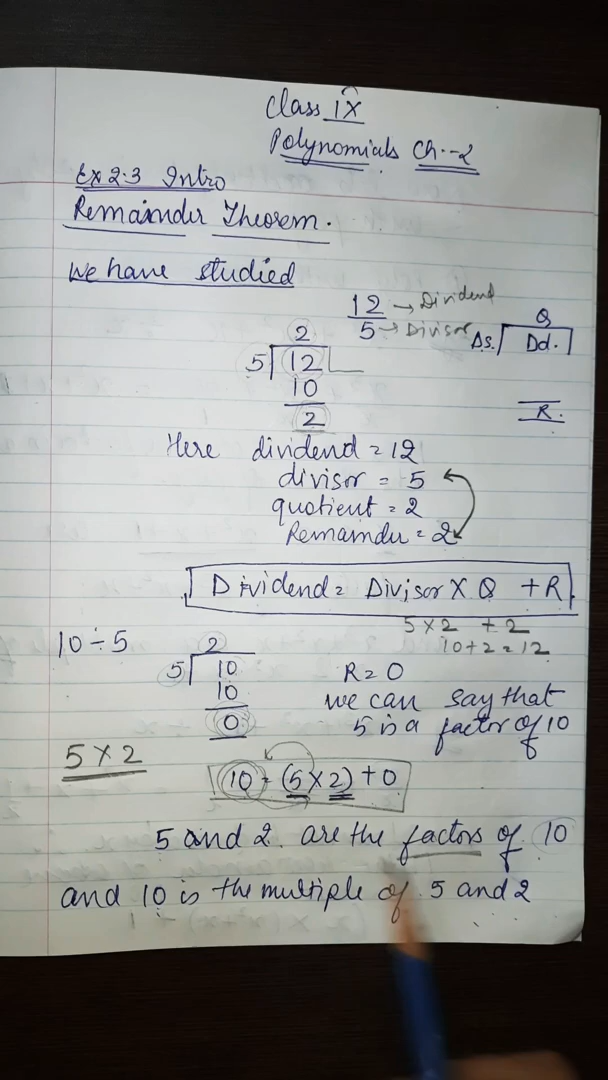 Class IX
Polynomials Ch.-2
Ex 2.3 Intro
Remainder Theorem.
We have studied
12 → Dividend
5 → Divisor
Q
Ds. Dd.
R.
2
5 12
10
2
Here dividend = 12
divisor = 5
quotient = 2
Remainder = 2
Dividend = Divisor X Q + R
5 × 2 + 2
10 + 2 = 12
10 ÷ 5
2
5 10
10
0
R = 0
we can say that
5 is a factor of 10
5 X 2
10 = (5 × 2) + 0
5 and 2 are the factors of 10
and 10 is the multiple of 5 and 2